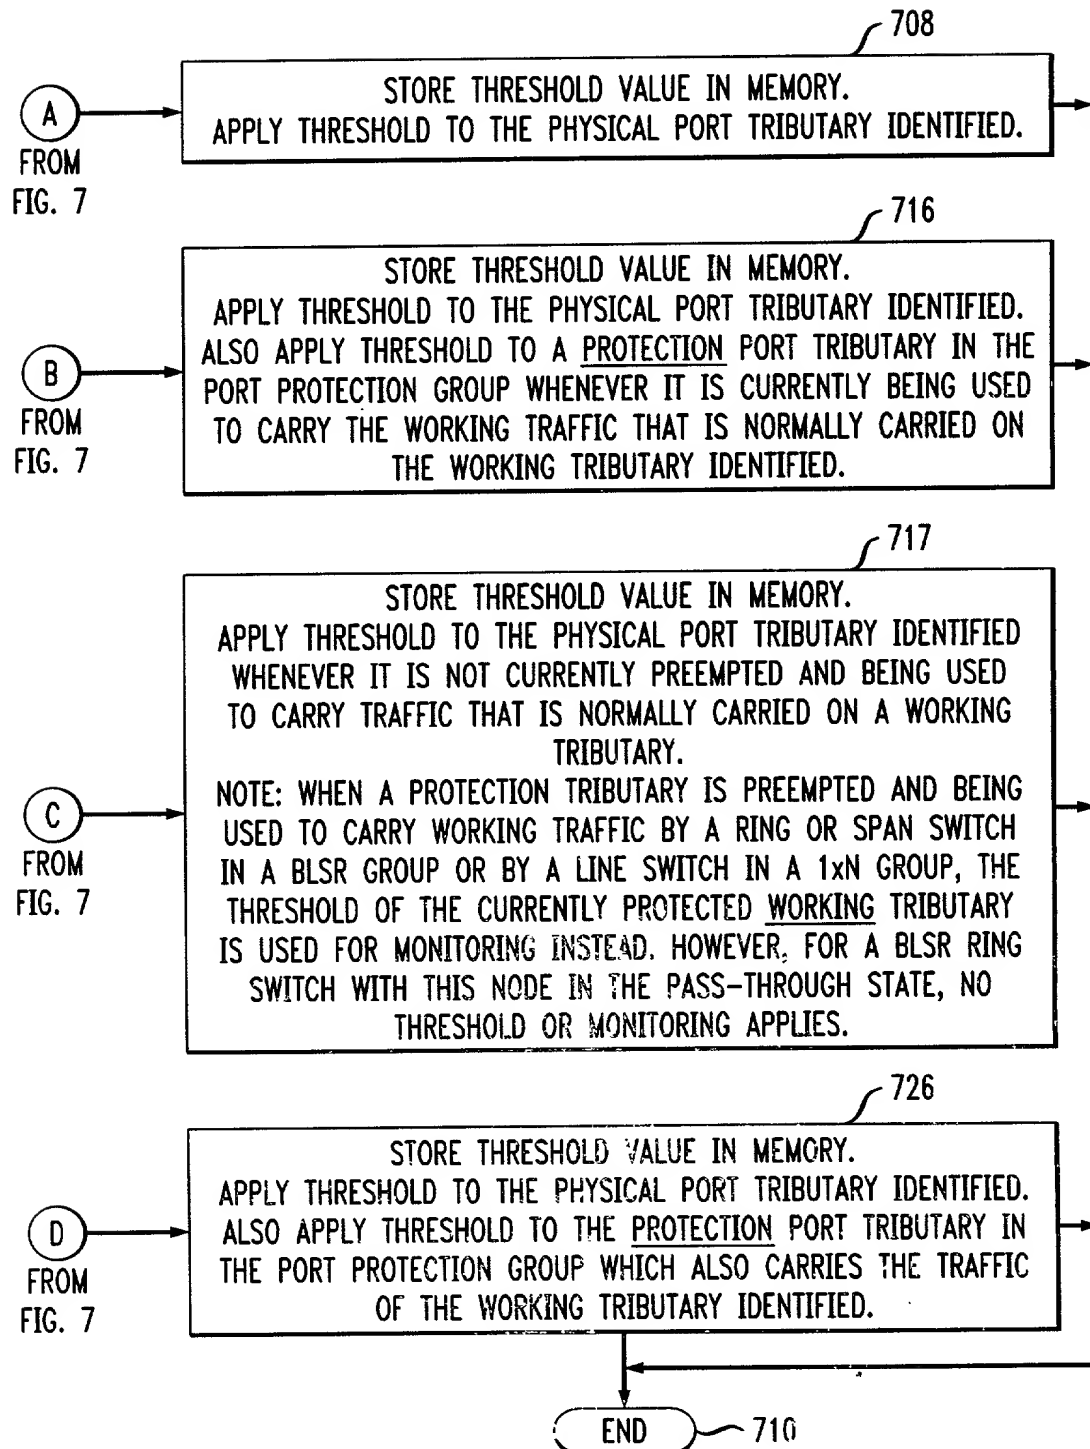 708
STORE THRESHOLD VALUE IN MEMORY.
APPLY THRESHOLD TO THE PHYSICAL PORT TRIBUTARY IDENTIFIED.
A
FROM
FIG. 7
716
STORE THRESHOLD VALUE IN MEMORY.
APPLY THRESHOLD TO THE PHYSICAL PORT TRIBUTARY IDENTIFIED.
ALSO APPLY THRESHOLD TO A PROTECTION PORT TRIBUTARY IN THE
PORT PROTECTION GROUP WHENEVER IT IS CURRENTLY BEING USED
TO CARRY THE WORKING TRAFFIC THAT IS NORMALLY CARRIED ON
THE WORKING TRIBUTARY IDENTIFIED.
B
FROM
FIG. 7
717
STORE THRESHOLD VALUE IN MEMORY.
APPLY THRESHOLD TO THE PHYSICAL PORT TRIBUTARY IDENTIFIED
WHENEVER IT IS NOT CURRENTLY PREEMPTED AND BEING USED
TO CARRY TRAFFIC THAT IS NORMALLY CARRIED ON A WORKING
TRIBUTARY.
NOTE: WHEN A PROTECTION TRIBUTARY IS PREEMPTED AND BEING
USED TO CARRY WORKING TRAFFIC BY A RING OR SPAN SWITCH
IN A BLSR GROUP OR BY A LINE SWITCH IN A 1xN GROUP, THE
THRESHOLD OF THE CURRENTLY PROTECTED WORKING TRIBUTARY
IS USED FOR MONITORING INSTEAD. HOWEVER, FOR A BLSR RING
SWITCH WITH THIS NODE IN THE PASS-THROUGH STATE, NO
THRESHOLD OR MONITORING APPLIES.
C
FROM
FIG. 7
726
STORE THRESHOLD VALUE IN MEMORY.
APPLY THRESHOLD TO THE PHYSICAL PORT TRIBUTARY IDENTIFIED.
ALSO APPLY THRESHOLD TO THE PROTECTION PORT TRIBUTARY IN
THE PORT PROTECTION GROUP WHICH ALSO CARRIES THE TRAFFIC
OF THE WORKING TRIBUTARY IDENTIFIED.
D
FROM
FIG. 7
END
710